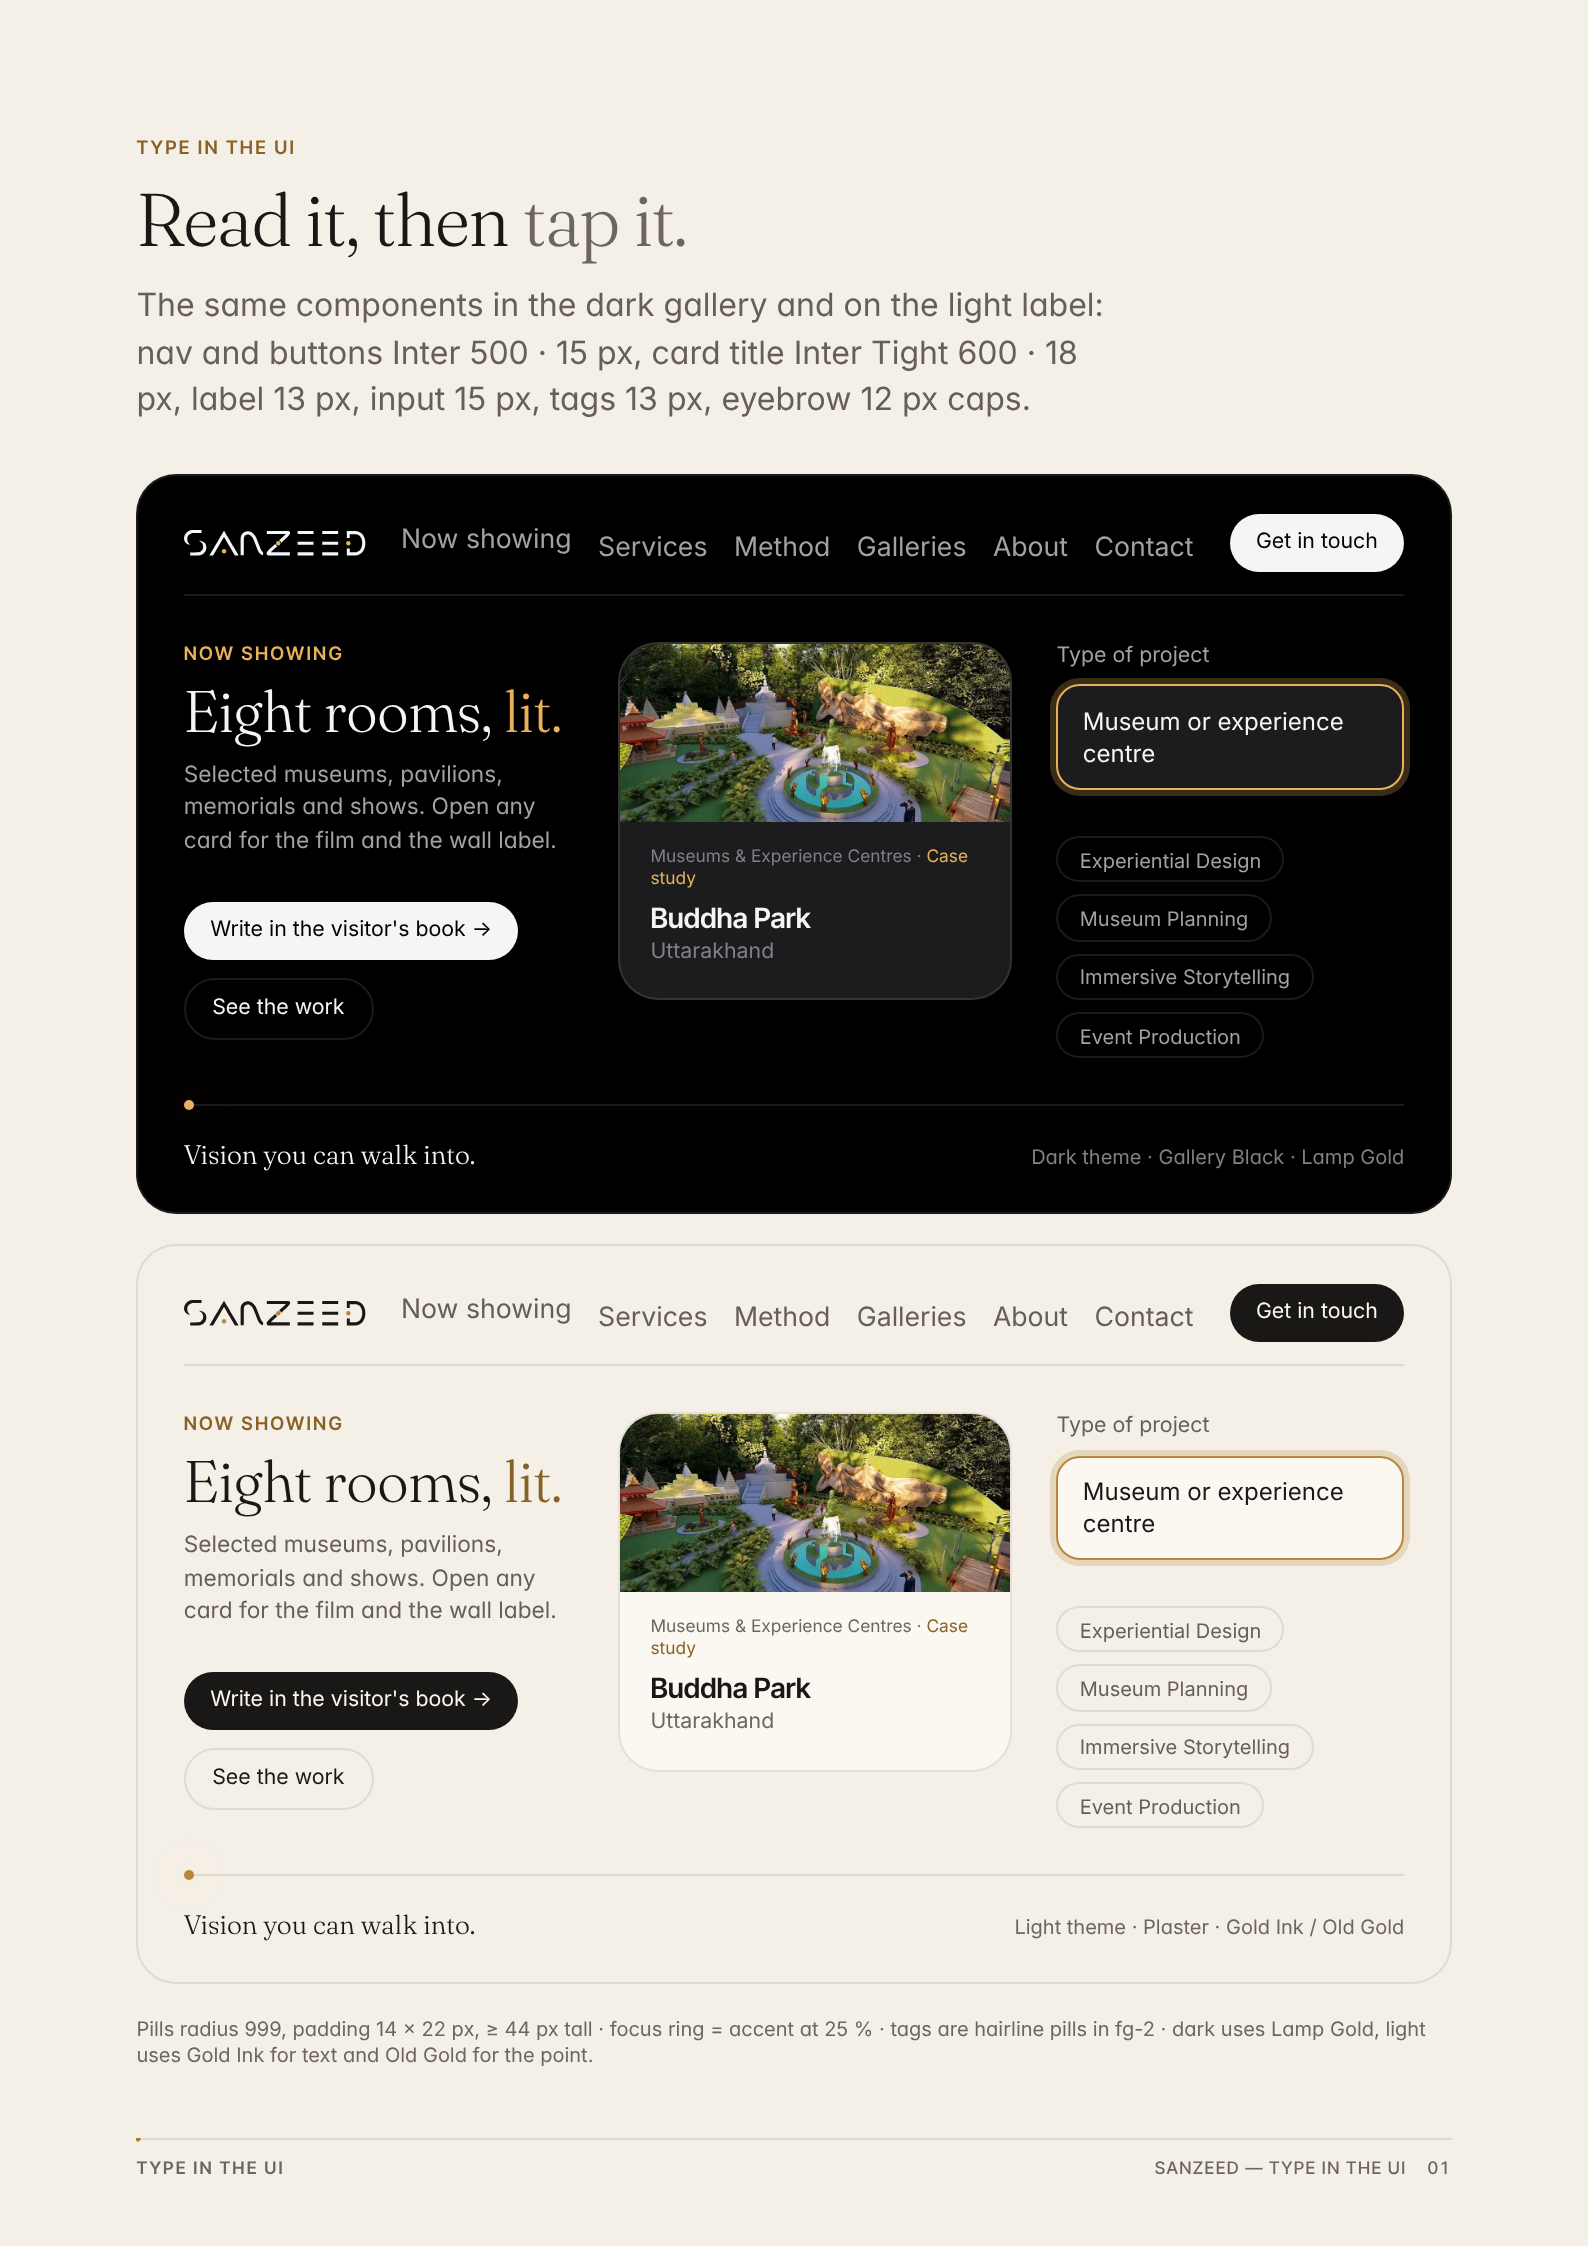 TYPE IN THE UI
Read it, then tap it.
The same components in the dark gallery and on the light label:
nav and buttons Inter 500 · 15 px, card title Inter Tight 600 · 18
px, label 13 px, input 15 px, tags 13 px, eyebrow 12 px caps.
SANZEED Now showing Services Method Galleries About Contact Get in touch
NOW SHOWING
Eight rooms, lit.
Selected museums, pavilions,
memorials and shows. Open any
card for the film and the wall label.
Write in the visitor's book →
See the work
Museums & Experience Centres · Case
study
Buddha Park
Uttarakhand
Type of project
Museum or experience
centre
Experiential Design
Museum Planning
Immersive Storytelling
Event Production
Vision you can walk into.
Dark theme · Gallery Black · Lamp Gold
SANZEED Now showing Services Method Galleries About Contact Get in touch
NOW SHOWING
Eight rooms, lit.
Selected museums, pavilions,
memorials and shows. Open any
card for the film and the wall label.
Write in the visitor's book →
See the work
Museums & Experience Centres · Case
study
Buddha Park
Uttarakhand
Type of project
Museum or experience
centre
Experiential Design
Museum Planning
Immersive Storytelling
Event Production
Vision you can walk into.
Light theme · Plaster · Gold Ink / Old Gold
Pills radius 999, padding 14 × 22 px, ≥ 44 px tall · focus ring = accent at 25 % · tags are hairline pills in fg-2 · dark uses Lamp Gold, light
uses Gold Ink for text and Old Gold for the point.
TYPE IN THE UI
SANZEED — TYPE IN THE UI 01